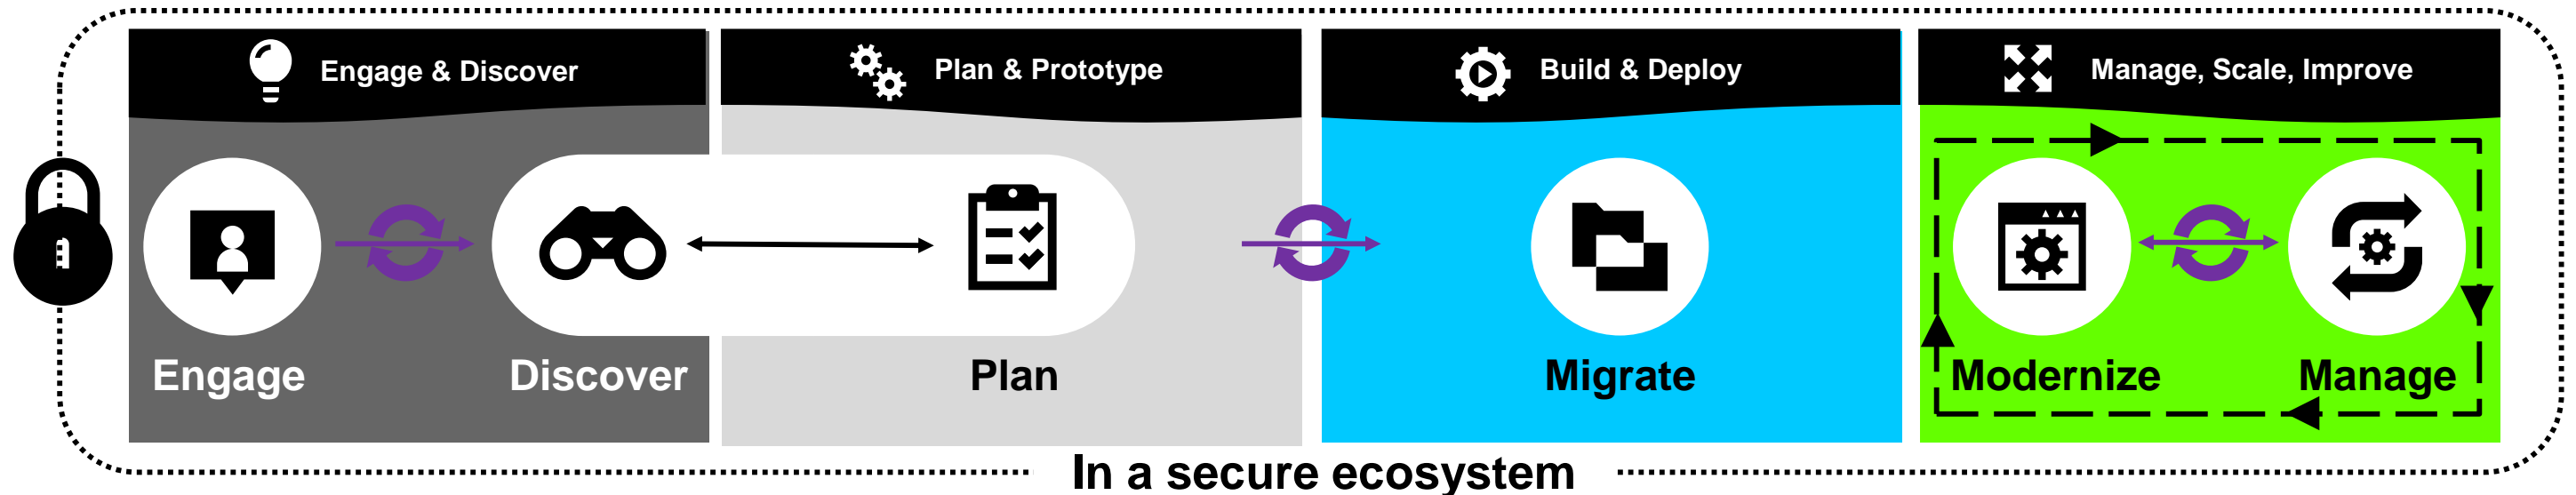 Engage & Discover
Plan & Prototype
Build & Deploy
Manage, Scale, Improve
Engage
Discover
Plan
Migrate
Modernize
Manage
In a secure ecosystem